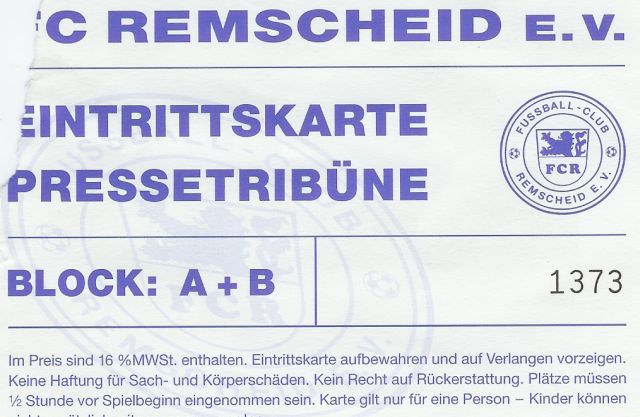 FC REMSCHEID E.V.
EINTRITTSKARTE
PRESSETRIBÜNE
FUSSBALL-CLUB
FCR
REMSCHEID E.V.
BLOCK: A + B
1373
Im Preis sind 16 %MWSt. enthalten. Eintrittskarte aufbewahren und auf Verlangen vorzeigen.
Keine Haftung für Sach- und Körperschäden. Kein Recht auf Rückerstattung. Plätze müssen
½ Stunde vor Spielbeginn eingenommen sein. Karte gilt nur für eine Person – Kinder können